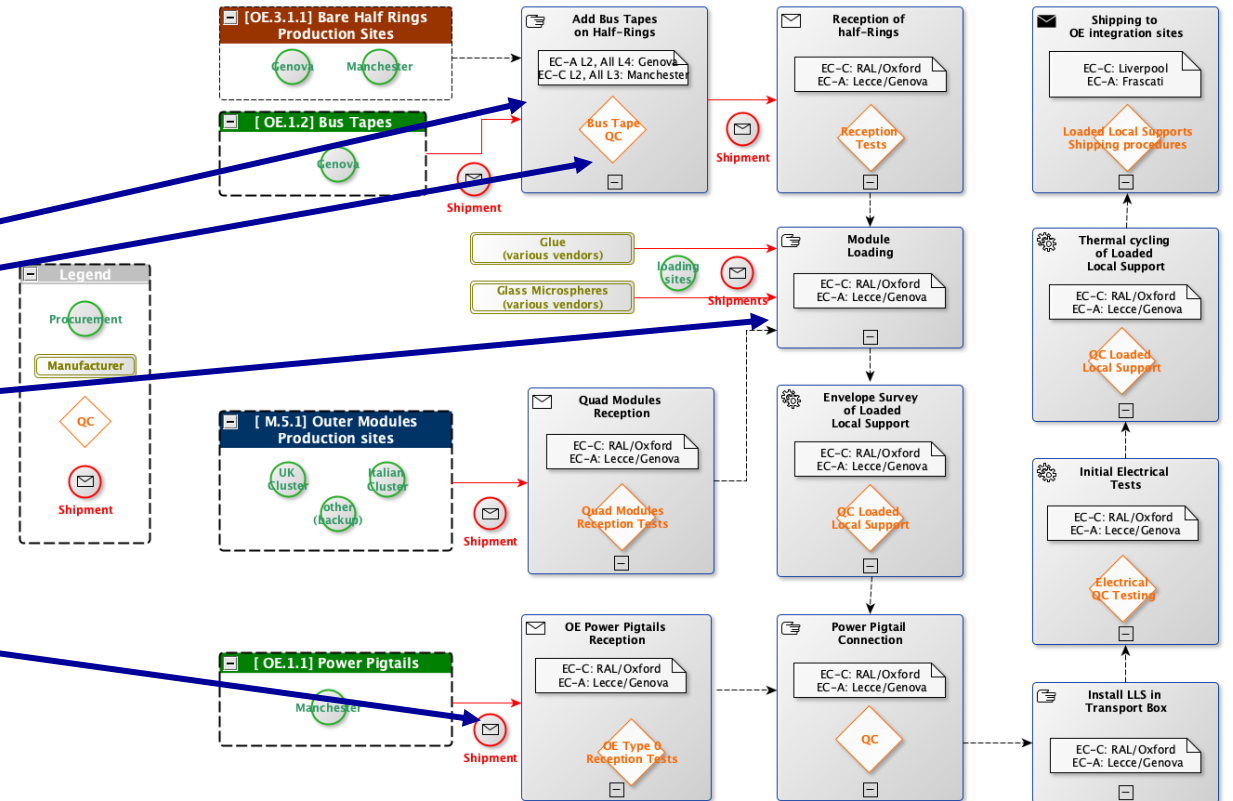 [OE.3.1.1] Bare Half Rings
Production Sites
Genova
Manchester
[ OE.1.2] Bus Tapes
Genova
Shipment
Add Bus Tapes
on Half-Rings
EC-A L2, All L4: Genova
EC-C L2, All L3: Manchester
Bus Tape
QC
Shipment
Reception of
half-Rings
EC-C: RAL/Oxford
EC-A: Lecce/Genova
Reception
Tests
Shipping to
OE integration sites
EC-C: Liverpool
EC-A: Frascati
Loaded Local Supports
Shipping procedures
Legend
Procurement
Manufacturer
QC
Shipment
Glue
(various vendors)
Glass Microspheres
(various vendors)
loading
sites
Shipments
Module
Loading
EC-C: RAL/Oxford
EC-A: Lecce/Genova
Thermal cycling
of Loaded
Local Support
EC-C: RAL/Oxford
EC-A: Lecce/Genova
QC Loaded
Local Support
[ M.5.1] Outer Modules
Production sites
UK
Cluster
Italian
Cluster
other
(backup)
Shipment
Quad Modules
Reception
EC-C: RAL/Oxford
EC-A: Lecce/Genova
Quad Modules
Reception Tests
Envelope Survey
of Loaded
Local Support
EC-C: RAL/Oxford
EC-A: Lecce/Genova
QC Loaded
Local Support
Initial Electrical
Tests
EC-C: RAL/Oxford
EC-A: Lecce/Genova
Electrical
QC Testing
[ OE.1.1] Power Pigtails
Manchester
Shipment
OE Power Pigtails
Reception
EC-C: RAL/Oxford
EC-A: Lecce/Genova
OE Type 0
Reception Tests
Power Pigtail
Connection
EC-C: RAL/Oxford
EC-A: Lecce/Genova
QC
Install LLS in
Transport Box
EC-C: RAL/Oxford
EC-A: Lecce/Genova